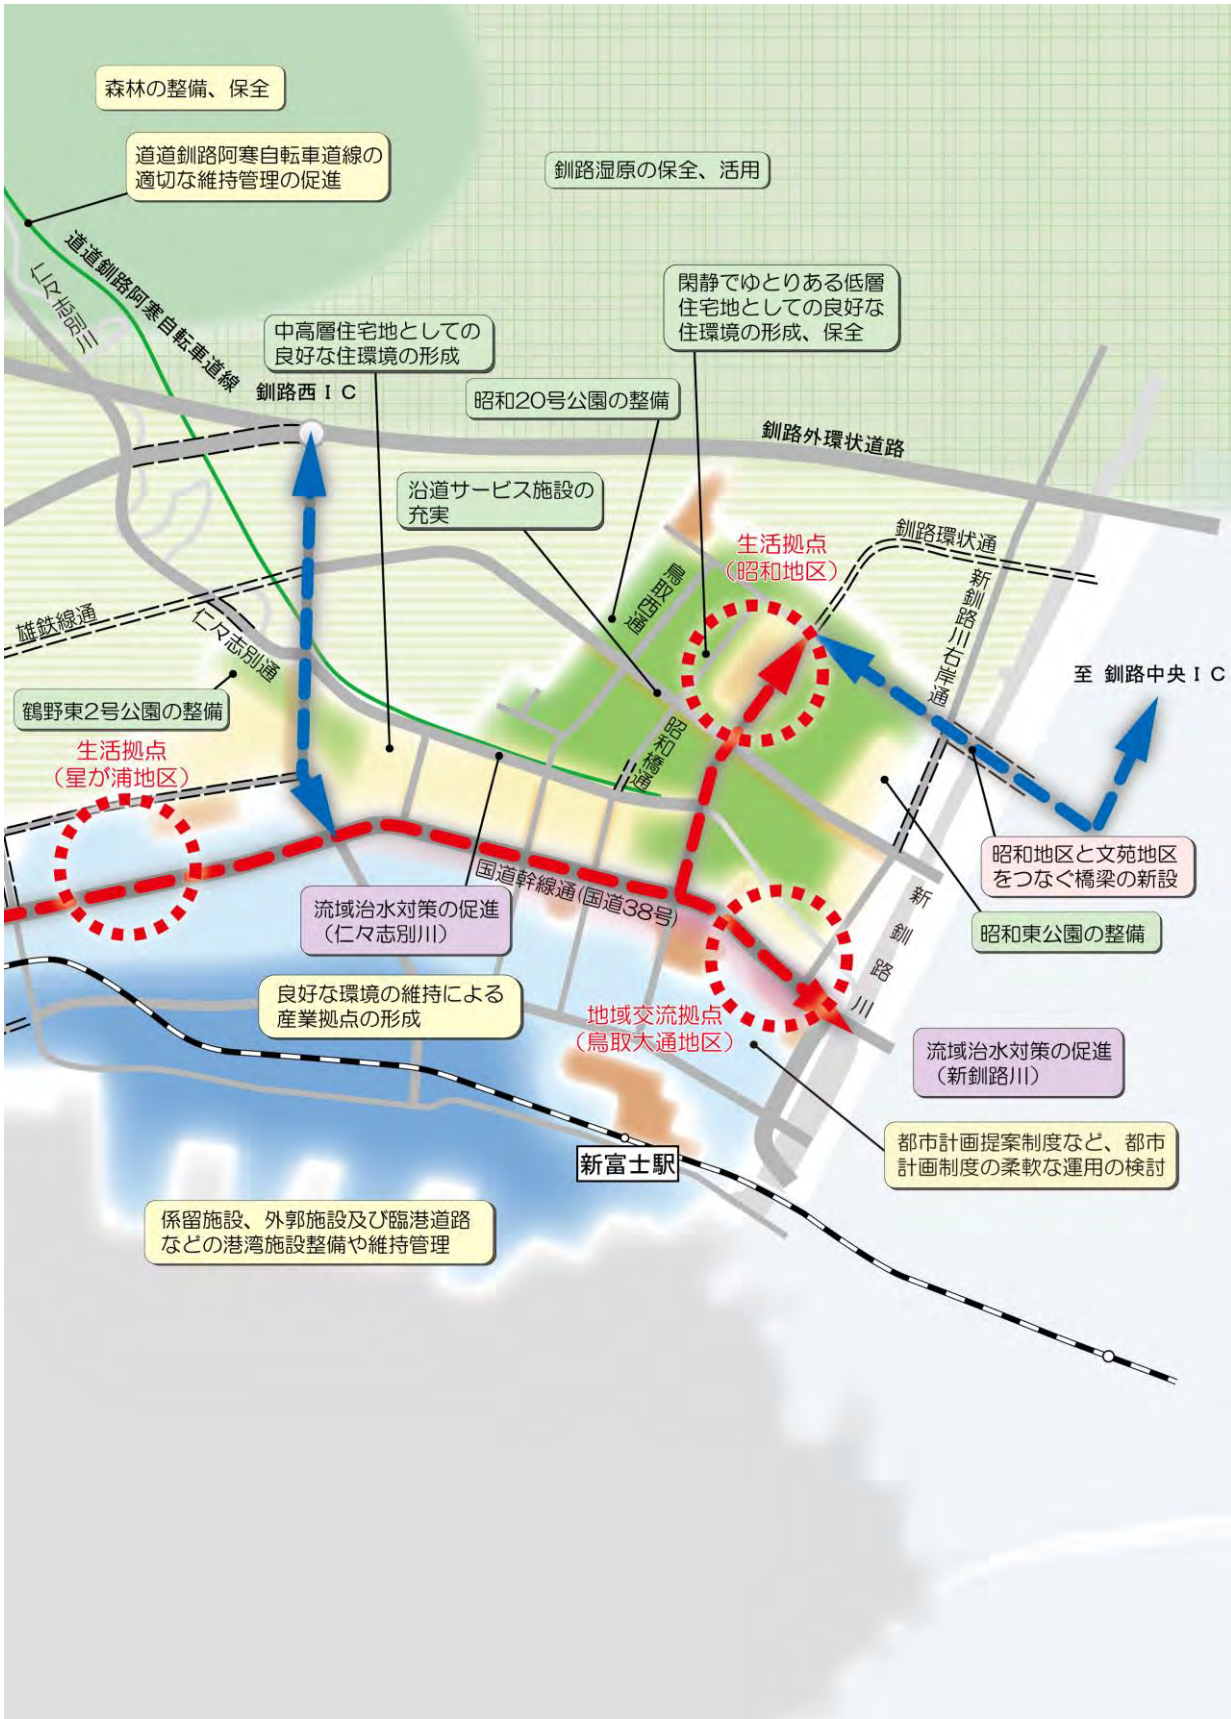 森林の整備、保全
道道釧路阿寒自転車道線の
適切な維持管理の促進
釧路湿原の保全、活用
道道釧路阿寒自転車道線
仁々志別川
閑静でゆとりある低層
住宅地としての良好な
住環境の形成、保全
中高層住宅地としての
良好な住環境の形成
釧路西IC
昭和20号公園の整備
釧路外環状道路
沿道サービス施設の
充実
生活拠点
(昭和地区)
釧路環状通
鳥取西通
新釧路川右岸通
雄鉄線通
仁々志別通
至 釧路中央IC
鶴野東2号公園の整備
昭和橋通
生活拠点
(星が浦地区)
昭和地区と文苑地区
をつなぐ橋梁の新設
国道幹線通(国道38号)
流域治水対策の促進
(仁々志別川)
新釧路川
昭和東公園の整備
良好な環境の維持による
産業拠点の形成
地域交流拠点
(鳥取大通地区)
流域治水対策の促進
(新釧路川)
都市計画提案制度など、都市
計画制度の柔軟な運用の検討
新富士駅
係留施設、外郭施設及び臨港道路
などの港湾施設整備や維持管理